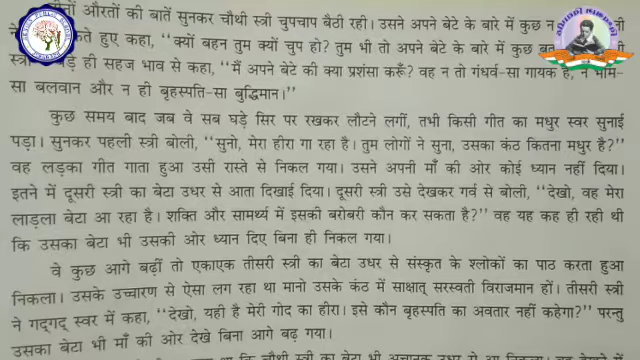 औरतों की बातें सुनकर चौथी स्त्री चुपचाप बैठी रही। उसने अपने बेटे के बारे में कुछ
हुए कहा, “क्यों बहन तुम क्यों चुप हो? तुम भी तो अपने बेटे के बारे में कुछ
ही सहज भाव से कहा, “मैं अपने बेटे की क्या प्रशंसा करूँ? वह न तो गंधर्व-सा गायक है, न भीम-
सा बलवान और न ही बृहस्पति-सा बुद्धिमान।”
कुछ समय बाद जब वे सब घड़े सिर पर रखकर लौटने लगीं, तभी किसी गीत का मधुर स्वर सुनाई
पड़ा। सुनकर पहली स्त्री बोली, “सुनो, मेरा हीरा गा रहा है। तुम लोगों ने सुना, उसका कंठ कितना मधुर है?”
वह लड़का गीत गाता हुआ उसी रास्ते से निकल गया। उसने अपनी माँ की ओर कोई ध्यान नहीं दिया।
इतने में दूसरी स्त्री का बेटा उधर से आता दिखाई दिया। दूसरी स्त्री उसे देखकर गर्व से बोली, “देखो, वह मेरा
लाड़ला बेटा आ रहा है। शक्ति और सामर्थ्य में इसकी बरोबरी कौन कर सकता है?” वह यह कह ही रही थी
कि उसका बेटा भी उसकी ओर ध्यान दिए बिना ही निकल गया।
वे कुछ आगे बढ़ीं तो एकाएक तीसरी स्त्री का बेटा उधर से संस्कृत के श्लोकों का पाठ करता हुआ
निकला। उसके उच्चारण से ऐसा लग रहा था मानो उसके कंठ में साक्षात् सरस्वती विराजमान हों। तीसरी स्त्री
ने गद्गद् स्वर में कहा, “देखो, यही है मेरी गोद का हीरा। इसे कौन बृहस्पति का अवतार नहीं कहेगा?” परन्तु
उसका बेटा भी माँ की ओर देखे बिना आगे बढ़ गया।
कि चौथी स्त्री का बेटा भी अचानक उधर से आ निकला।